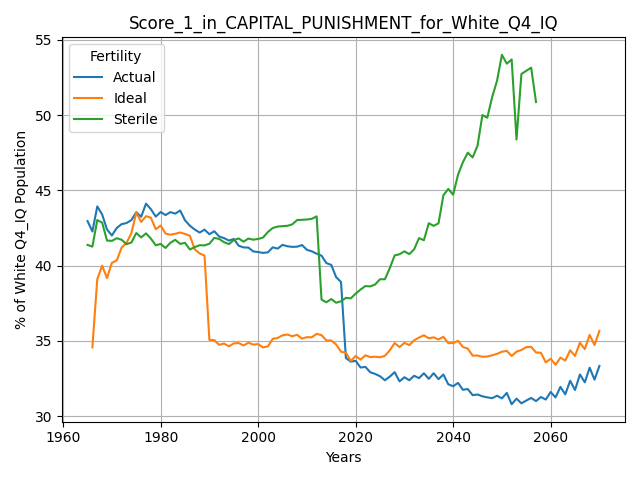 Score_1_in_CAPITAL_PUNISHMENT_for_White_Q4_IQ
Fertility
Actual
Ideal
Sterile
% of White Q4_IQ Population
55
50
45
40
35
30
1960
1980
2000
2020
2040
2060
Years